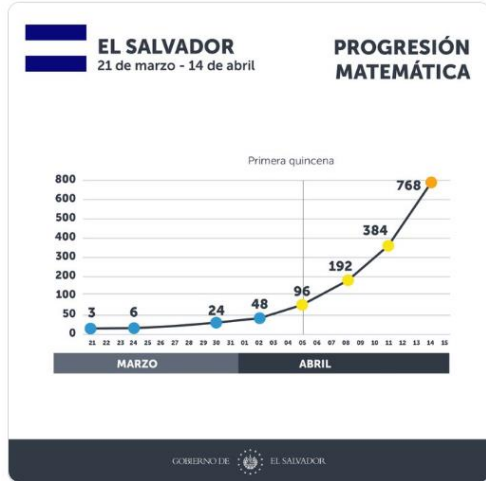 EL SALVADOR
21 de marzo - 14 de abril
PROGRESIÓN
MATEMÁTICA
Primera quincena
800
600
500
400
300
200
100
50
0
3
6
24
48
96
192
384
768
21 22 23 24 25 26 27 28 29 30 31 01 02 03 04 05 06 07 08 09 10 11 12 13 14 15
MARZO ABRIL
GOBIERNO DE EL SALVADOR